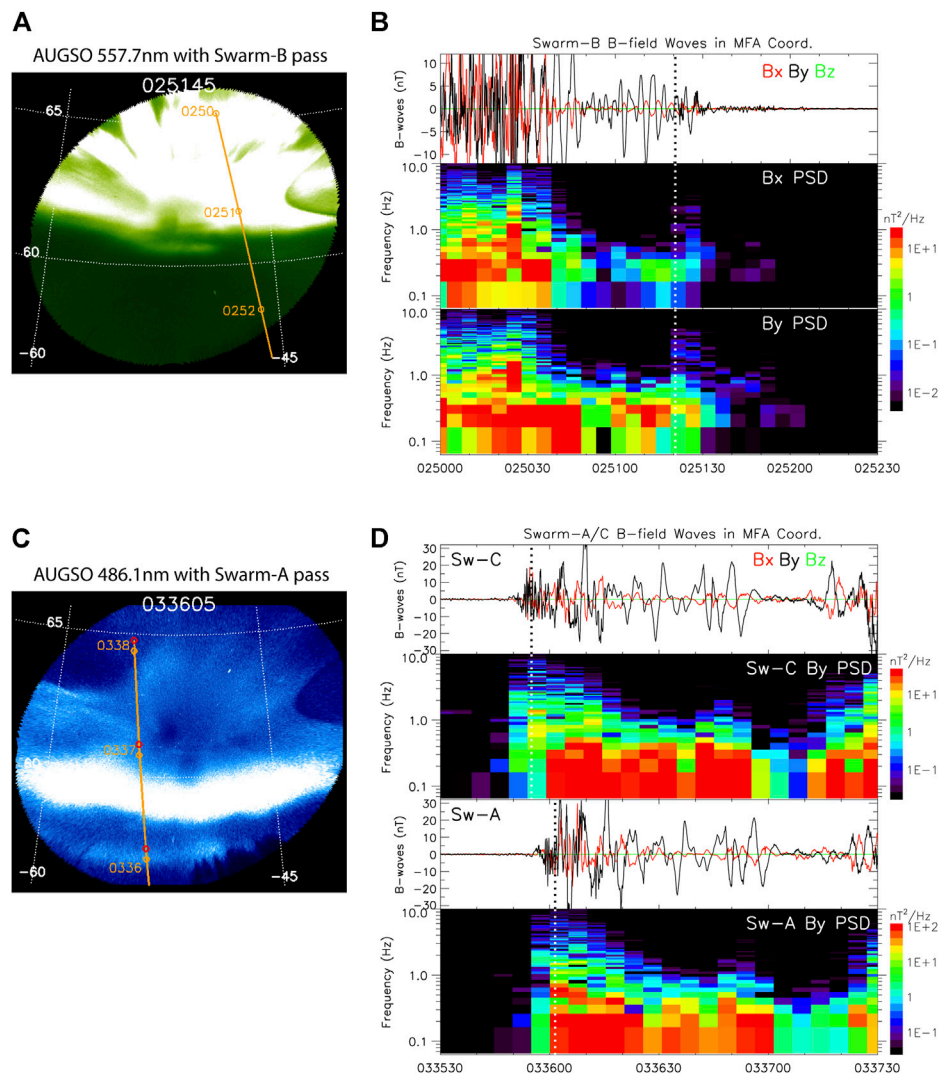 A
AUGSO 557.7nm with Swarm-B pass
025145
65
0250
0251
60
0252
-60
-45
B
Swarm-B B-field Waves in MFA Coord.
Bx By Bz
B-waves (nT)
10
5
0
-5
-10
Bx PSD
Frequency (Hz)
10.0
1.0
0.1
By PSD
Frequency (Hz)
10.0
1.0
0.1
nT²/Hz
1E+1
1
1E-2
025000 025030 025100 025130 025200 025230
C
AUGSO 486.1nm with Swarm-A pass
033605
65
0338
0337
60
0336
-60
-45
D
Swarm-A/C B-field Waves in MFA Coord.
Sw-C
Bx By Bz
B-waves (nT)
30
20
10
0
-10
-20
-30
Sw-C By PSD
Frequency (Hz)
10.0
1.0
0.1
nT²/Hz
1E+1
1
1E-1
Sw-A
B-waves (nT)
30
20
10
0
-10
-20
-30
Sw-A By PSD
Frequency (Hz)
10.0
1.0
0.1
nT²/Hz
1E+2
1E+1
1
1E-1
033530 033600 033630 033700 033730